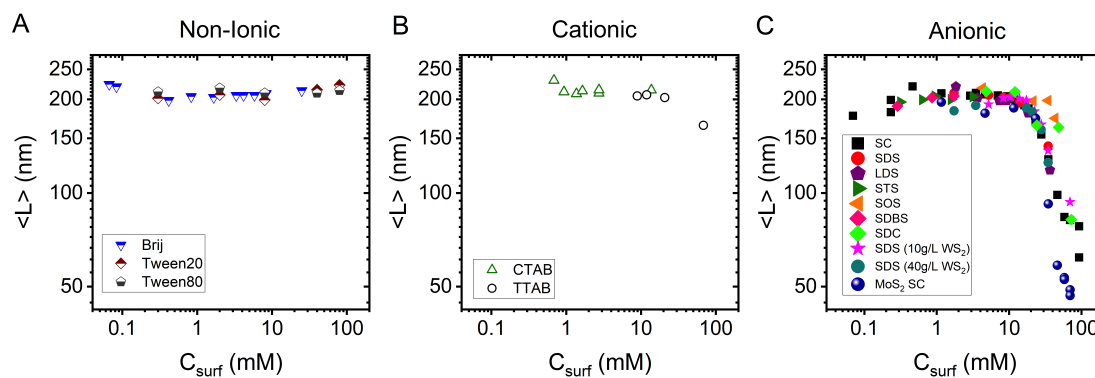 A
Non-Ionic
250
200
150
100
50
<L> (nm)
0.1
1
10
100
C_surf (mM)
Brij
Tween20
Tween80
B
Cationic
250
200
150
100
50
<L> (nm)
0.1
1
10
100
C_surf (mM)
CTAB
TTAB
C
Anionic
250
200
150
100
50
<L> (nm)
0.1
1
10
100
C_surf (mM)
SC
SDS
LDS
STS
SOS
SDBS
SDC
SDS (10g/L WS₂)
SDS (40g/L WS₂)
MoS₂ SC